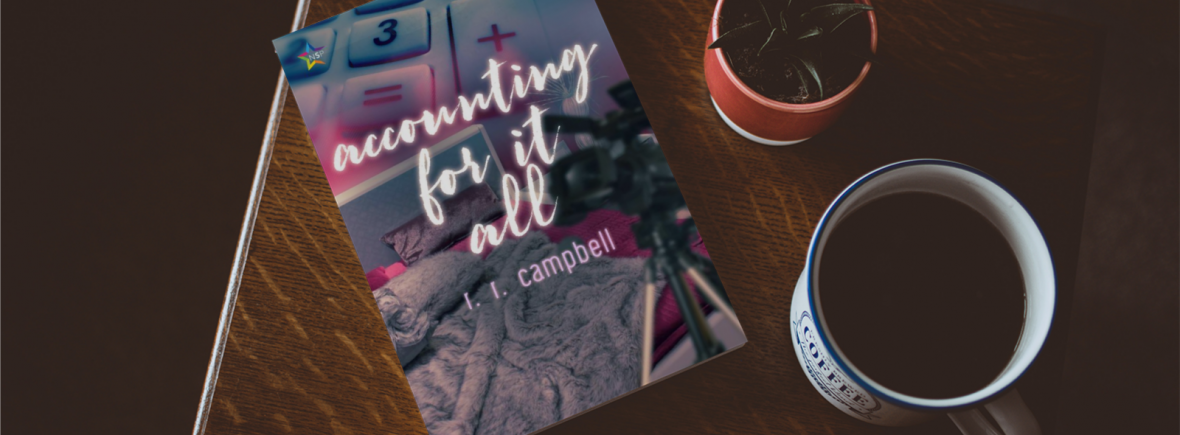 3
+
=
accounting
for it
all
r. r. campbell
COFFEE